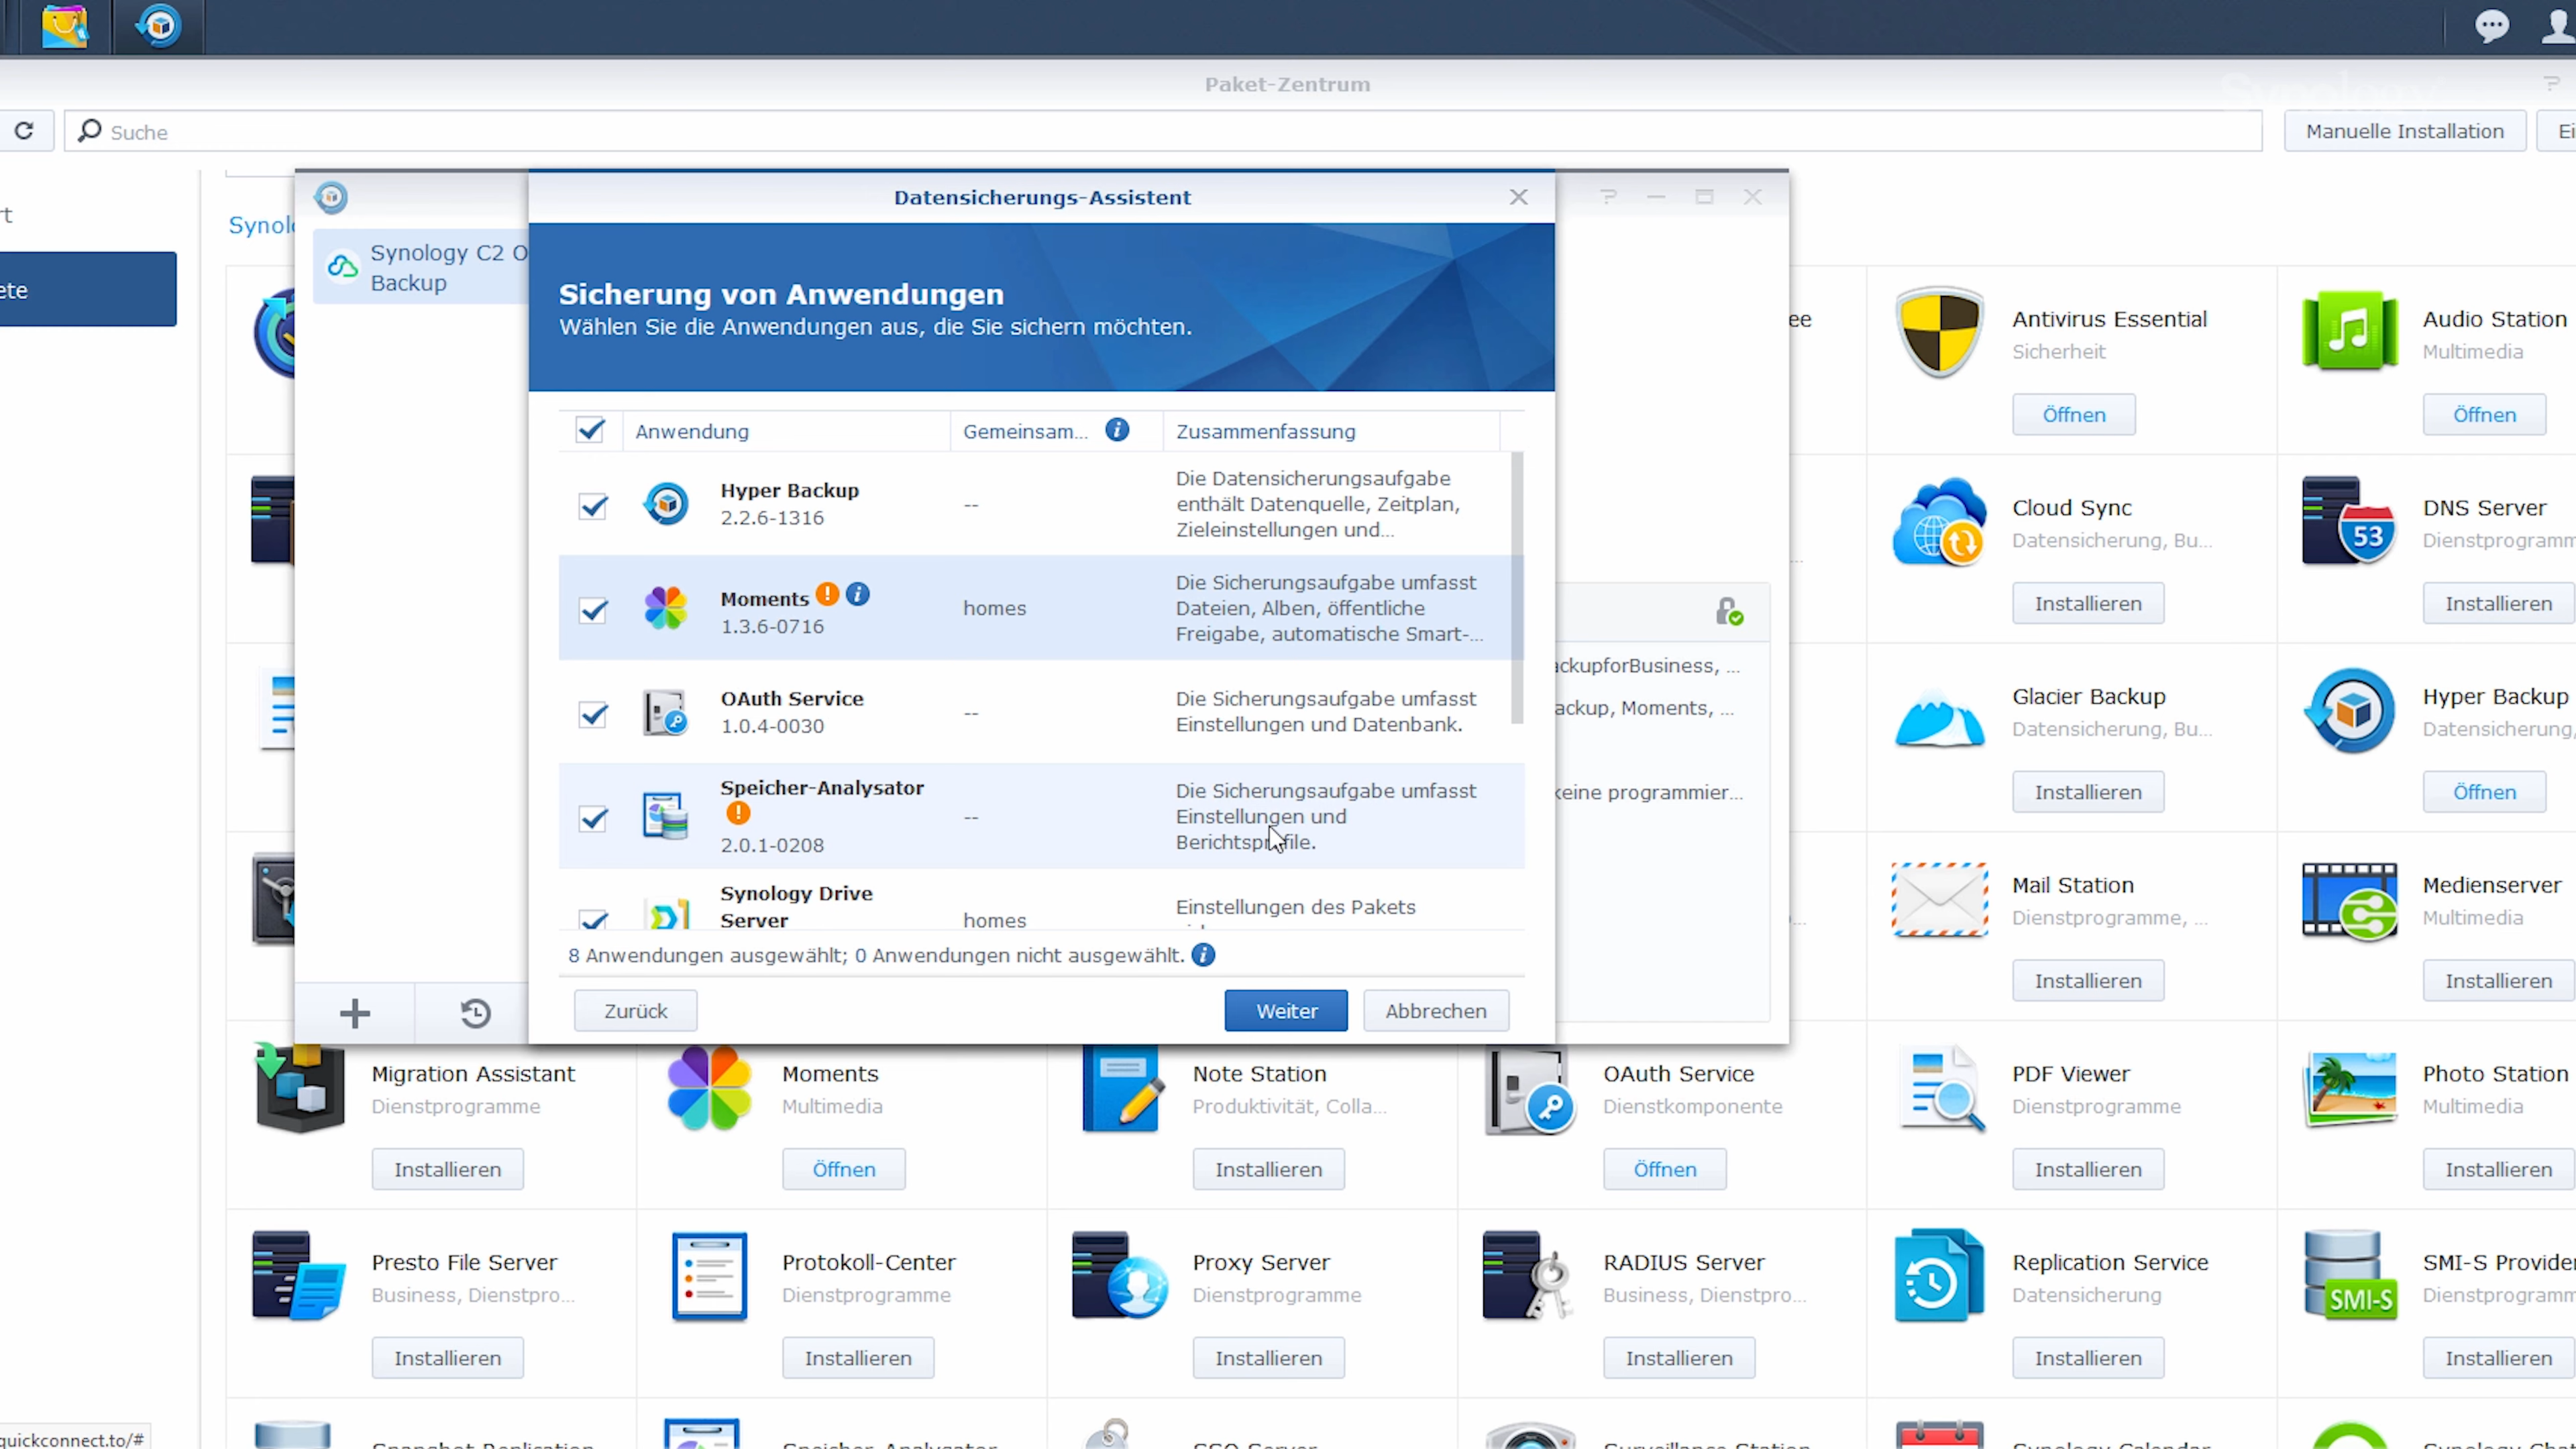 Paket-Zentrum
Suche
Manuelle Installation
Datensicherungs-Assistent
Synology C2 O
Backup
Sicherung von Anwendungen
Wählen Sie die Anwendungen aus, die Sie sichern möchten.
Anwendung Gemeinsam... Zusammenfassung
Hyper Backup
2.2.6-1316
--
Die Datensicherungsaufgabe
enthält Datenquelle, Zeitplan,
Zieleinstellungen und...
Moments
1.3.6-0716
homes
Die Sicherungsaufgabe umfasst
Dateien, Alben, öffentliche
Freigabe, automatische Smart-...
OAuth Service
1.0.4-0030
--
Die Sicherungsaufgabe umfasst
Einstellungen und Datenbank.
Speicher-Analysator
2.0.1-0208
--
Die Sicherungsaufgabe umfasst
Einstellungen und
Berichtsprofile.
Synology Drive
Server
homes
Einstellungen des Pakets
8 Anwendungen ausgewählt; 0 Anwendungen nicht ausgewählt.
Zurück
Weiter
Abbrechen
ackupforBusiness, ...
ackup, Moments, ...
keine programmier...
Antivirus Essential
Sicherheit
Öffnen
Audio Station
Multimedia
Öffnen
Cloud Sync
Datensicherung, Bu...
Installieren
53
DNS Server
Dienstprogramm
Installieren
Glacier Backup
Datensicherung, Bu...
Installieren
Hyper Backup
Datensicherung,
Öffnen
Mail Station
Dienstprogramme, ...
Installieren
Medienserver
Multimedia
Installieren
Migration Assistant
Dienstprogramme
Installieren
Moments
Multimedia
Öffnen
Note Station
Produktivität, Colla...
Installieren
OAuth Service
Dienstkomponente
Öffnen
PDF Viewer
Dienstprogramme
Installieren
Photo Station
Multimedia
Installieren
Presto File Server
Business, Dienstpro...
Installieren
Protokoll-Center
Dienstprogramme
Installieren
Proxy Server
Dienstprogramme
Installieren
RADIUS Server
Business, Dienstpro...
Installieren
Replication Service
Datensicherung
Installieren
SMI-S
SMI-S Provider
Dienstprogramm
Installieren
quickconnect.to/#